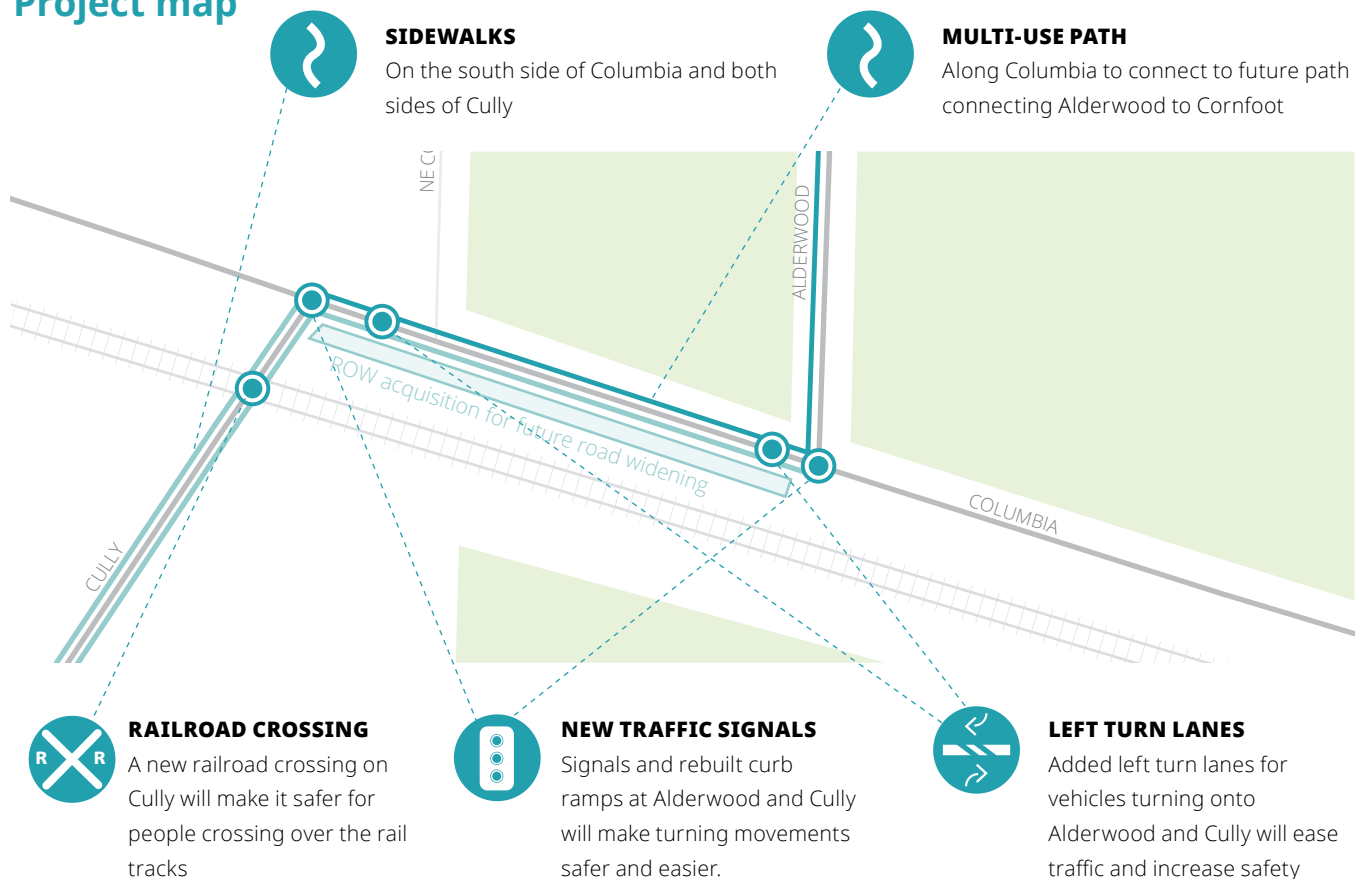 Project map
SIDEWALKS
On the south side of Columbia and both
sides of Cully
MULTI-USE PATH
Along Columbia to connect to future path
connecting Alderwood to Cornfoot
NE
ALDERWOOD
ROW acquisition for future road widening
COLUMBIA
CULLY
R R
RAILROAD CROSSING
A new railroad crossing on
Cully will make it safer for
people crossing over the rail
tracks
NEW TRAFFIC SIGNALS
Signals and rebuilt curb
ramps at Alderwood and Cully
will make turning movements
safer and easier.
LEFT TURN LANES
Added left turn lanes for
vehicles turning onto
Alderwood and Cully will ease
traffic and increase safety